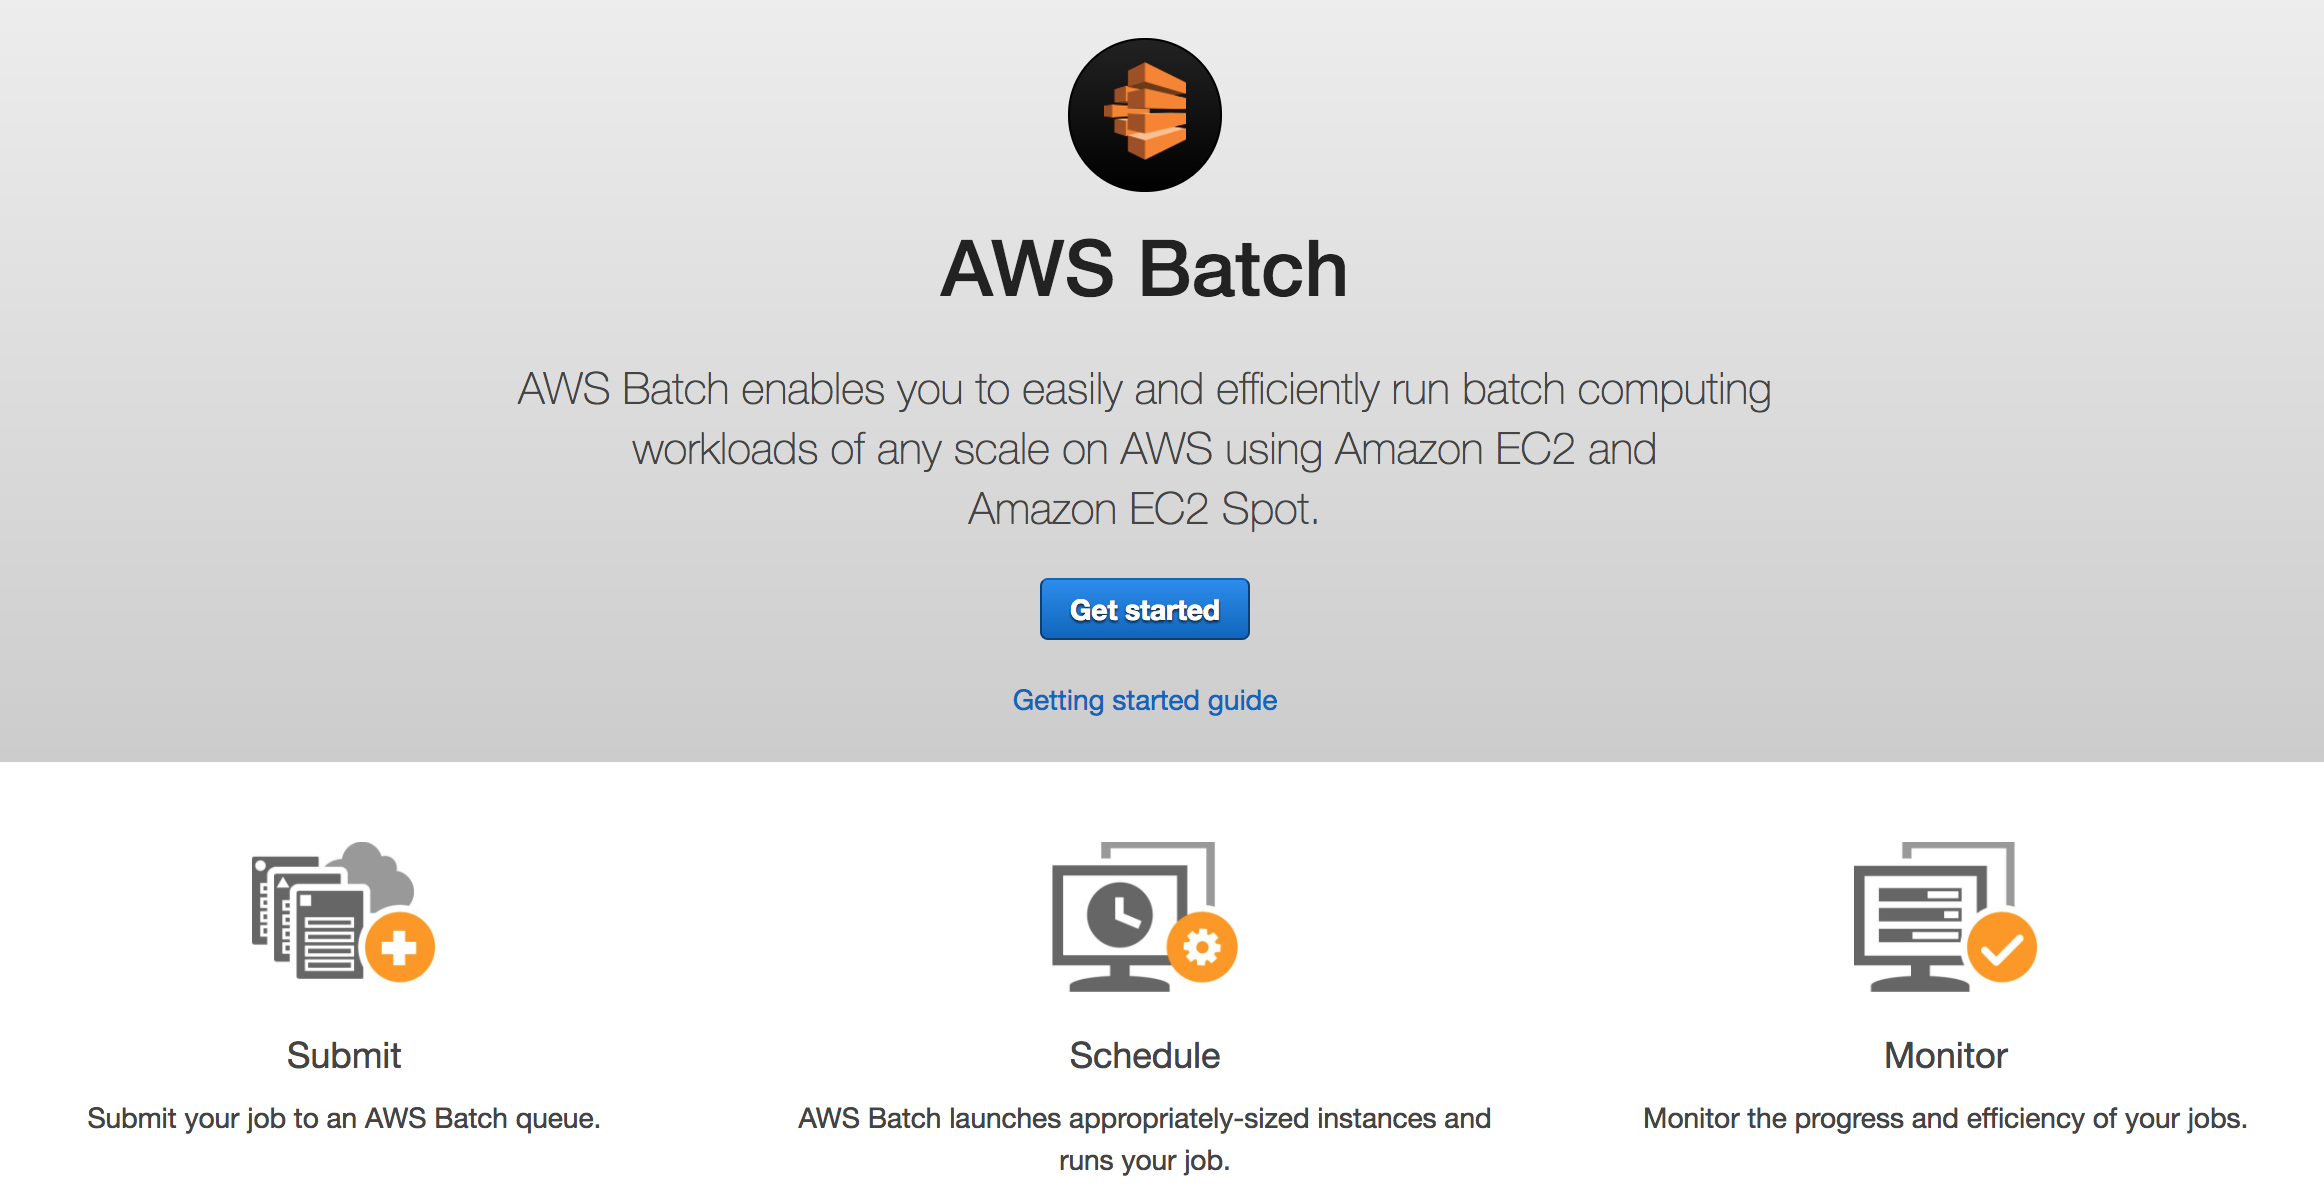 AWS Batch
AWS Batch enables you to easily and efficiently run batch computing
workloads of any scale on AWS using Amazon EC2 and
Amazon EC2 Spot.
Get started
Getting started guide
Submit
Submit your job to an AWS Batch queue.
Schedule
AWS Batch launches appropriately-sized instances and
runs your job.
Monitor
Monitor the progress and efficiency of your jobs.